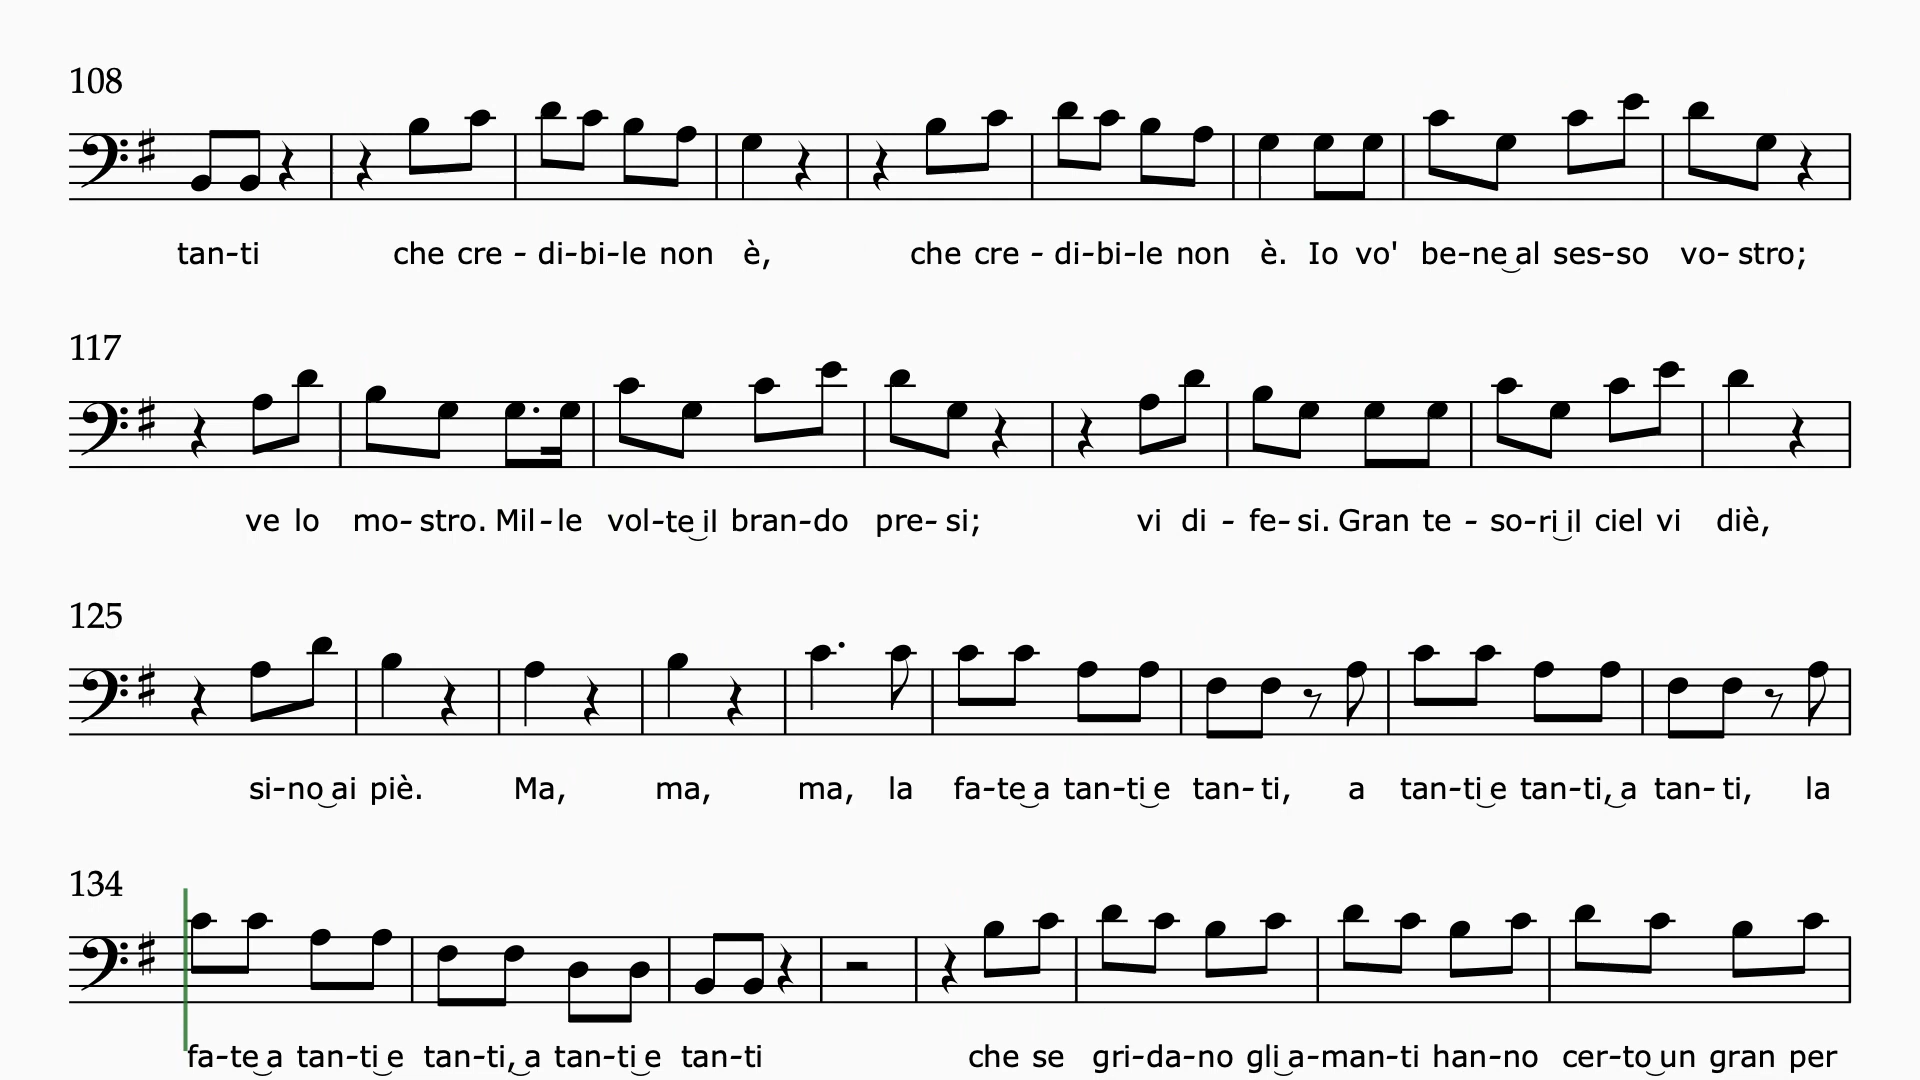 108
tan-ti che cre - di-bi-le non è, che cre - di-bi-le non è. Io vo' be-ne‿al ses-so vo- stro;
117
ve lo mo- stro. Mil-le vol-te‿il bran-do pre- si; vi di - fe- si. Gran te - so-ri‿il ciel vi diè,
125
si-no‿ai piè. Ma, ma, ma, la fa-te‿a tan-ti‿e tan- ti, a tan-ti‿e tan-ti,‿a tan- ti, la
134
fa-te‿a tan-ti‿e tan-ti,‿a tan-ti‿e tan-ti che se gri-da-no gli‿a-man-ti han-no cer-to‿un gran per